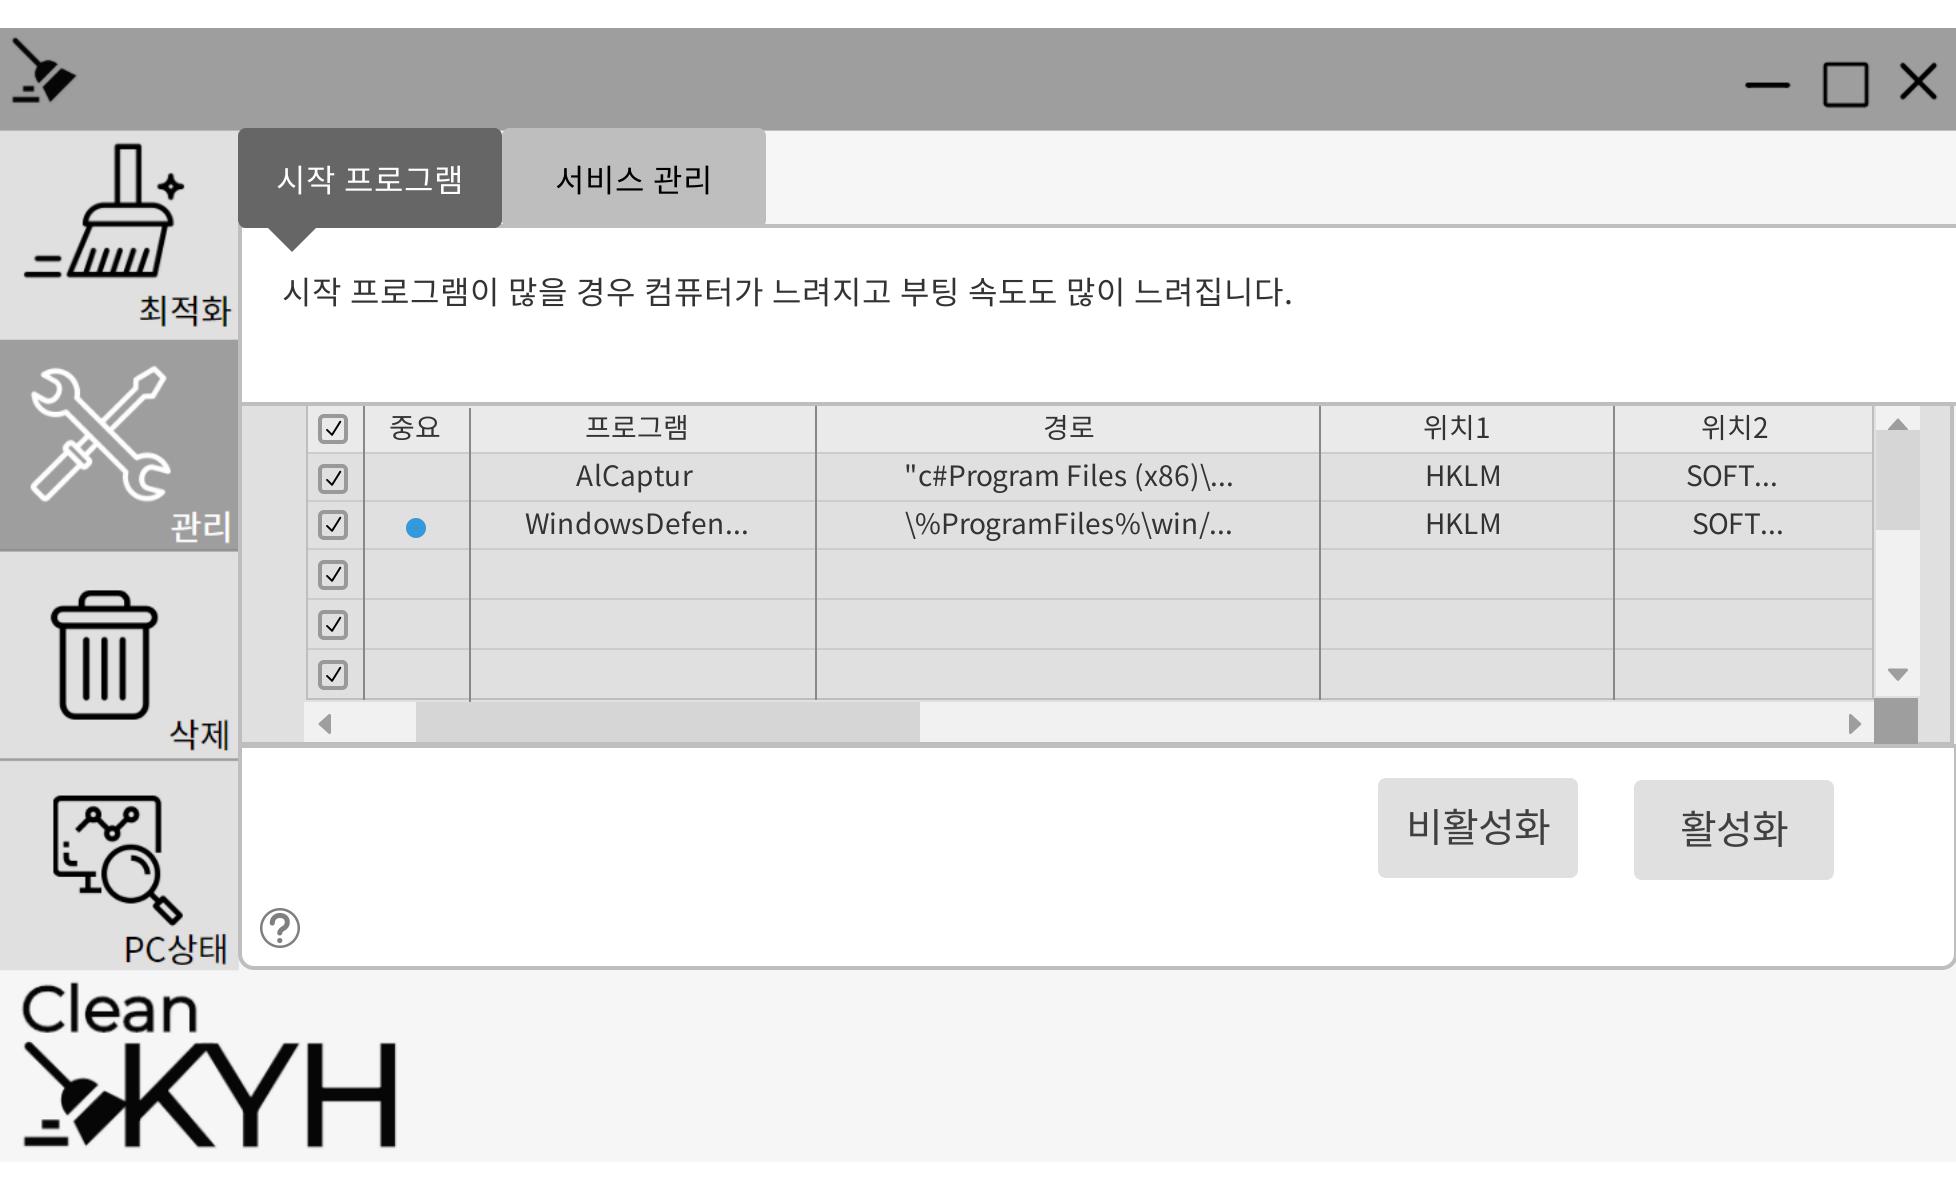 시작 프로그램 서비스 관리
최적화
시작 프로그램이 많을 경우 컴퓨터가 느려지고 부팅 속도도 많이 느려집니다.
중요 프로그램 경로 위치1 위치2
AlCaptur "c#Program Files (x86)\... HKLM SOFT...
관리
WindowsDefen... \%ProgramFiles%\win/... HKLM SOFT...
삭제
비활성화 활성화
PC상태
?
Clean
KYH